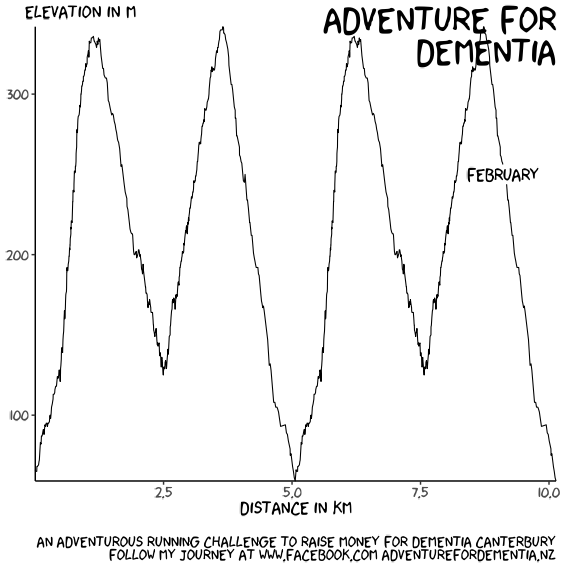 ELEVATION IN M
ADVENTURE FOR
DEMENTIA
300
FEBRUARY
200
100
2,5
5,0
7,5
10,0
DISTANCE IN KM
AN ADVENTUROUS RUNNING CHALLENGE TO RAISE MONEY FOR DEMENTIA CANTERBURY
FOLLOW MY JOURNEY AT WWW.FACEBOOK.COM ADVENTUREFORDEMENTIA.NZ